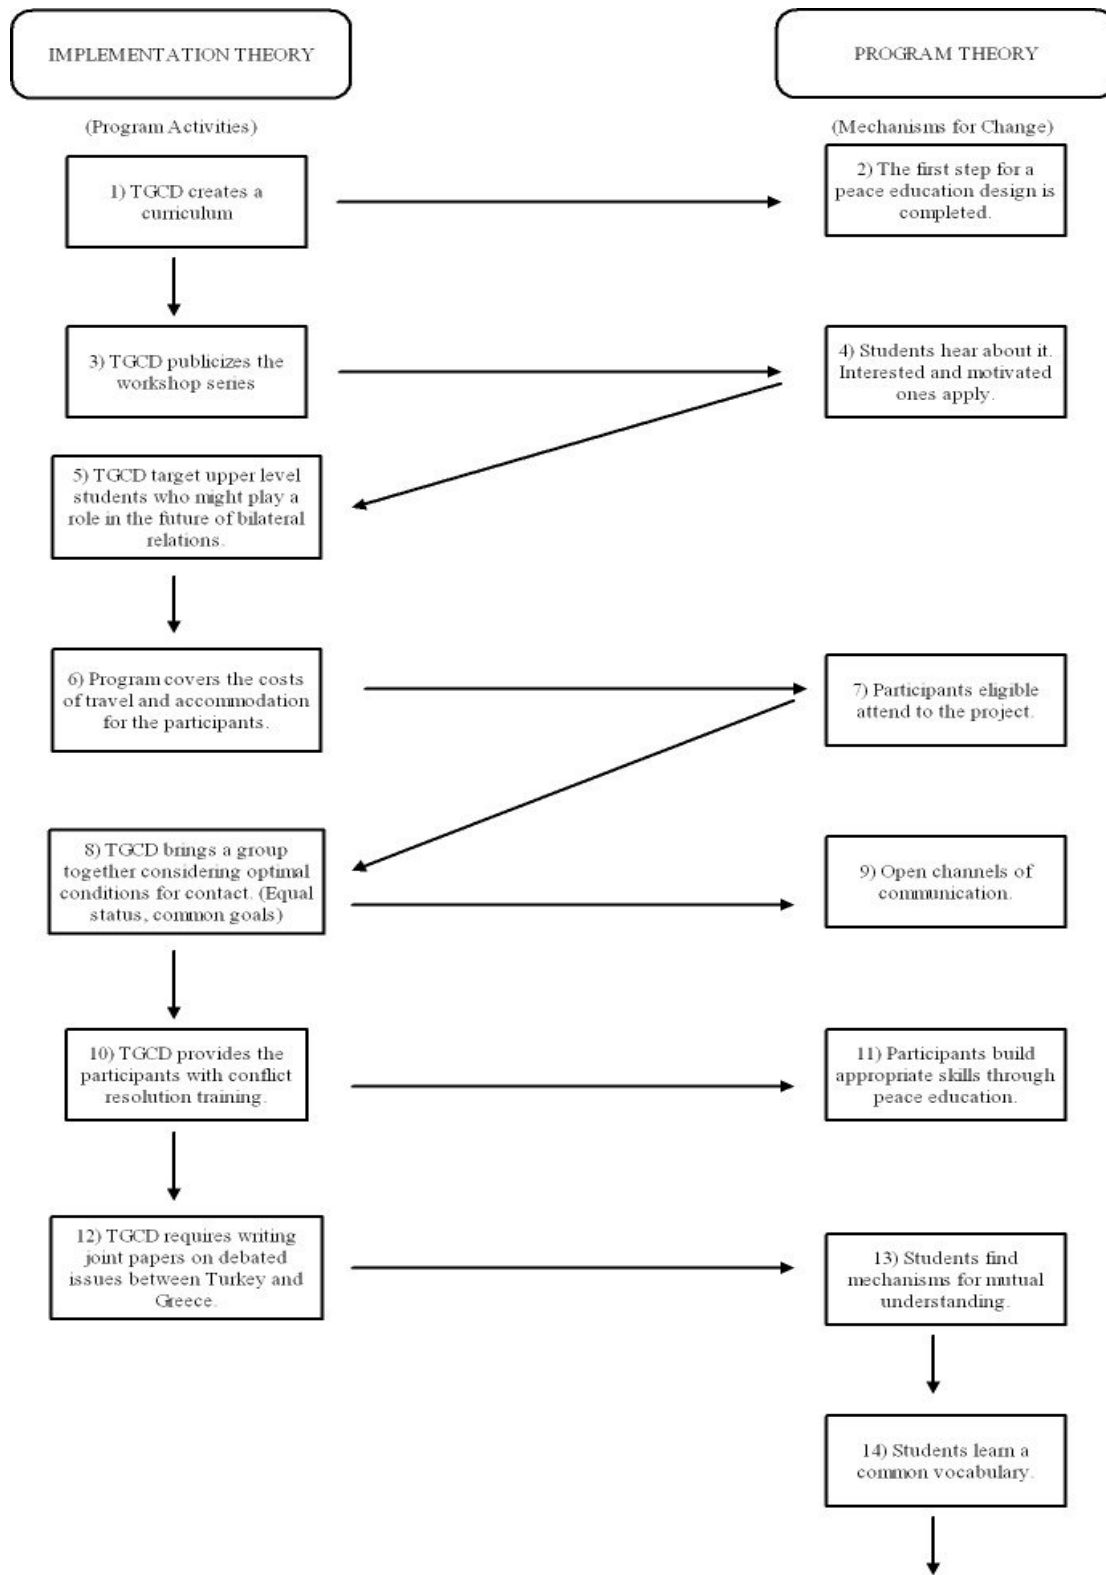 IMPLEMENTATION THEORY
PROGRAM THEORY
(Program Activities)
(Mechanisms for Change)
1) TGCD creates a
curriculum
2) The first step for a
peace education design is
completed.
3) TGCD publicizes the
workshop series
4) Students hear about it.
Interested and motivated
ones apply.
5) TGCD target upper level
students who might play a
role in the future of bilateral
relations.
6) Program covers the costs
of travel and accommodation
for the participants.
7) Participants eligible
attend to the project.
8) TGCD brings a group
together considering optimal
conditions for contact. (Equal
status, common goals)
9) Open channels of
communication.
10) TGCD provides the
participants with conflict
resolution training.
11) Participants build
appropriate skills through
peace education.
12) TGCD requires writing
joint papers on debated
issues between Turkey and
Greece.
13) Students find
mechanisms for mutual
understanding.
14) Students learn a
common vocabulary.